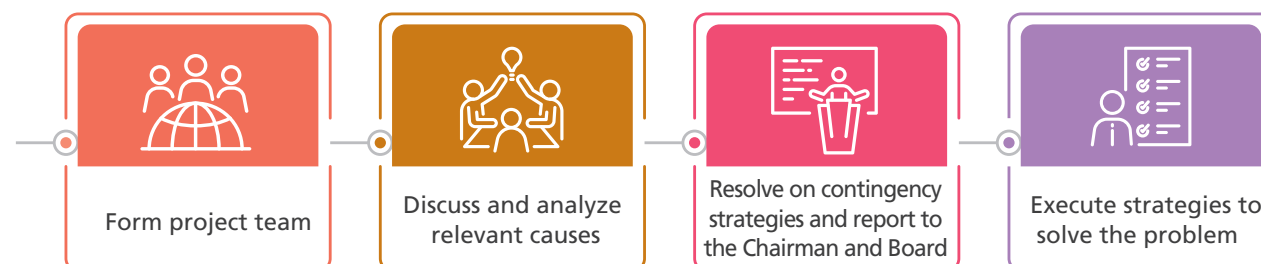 Form project team
Discuss and analyze
relevant causes
Resolve on contingency
strategies and report to
the Chairman and Board
Execute strategies to
solve the problem